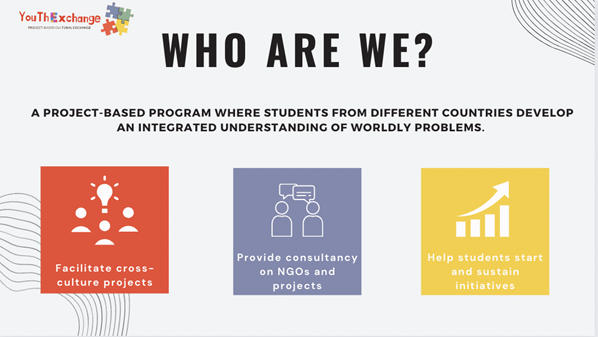 YouThExchange
PROJECT-BASED CULTURAL EXCHANGE
WHO ARE WE?
A PROJECT-BASED PROGRAM WHERE STUDENTS FROM DIFFERENT COUNTRIES DEVELOP
AN INTEGRATED UNDERSTANDING OF WORLDLY PROBLEMS.
Facilitate cross-
culture projects
Provide consultancy
on NGOs and
projects
Help students start
and sustain
initiatives